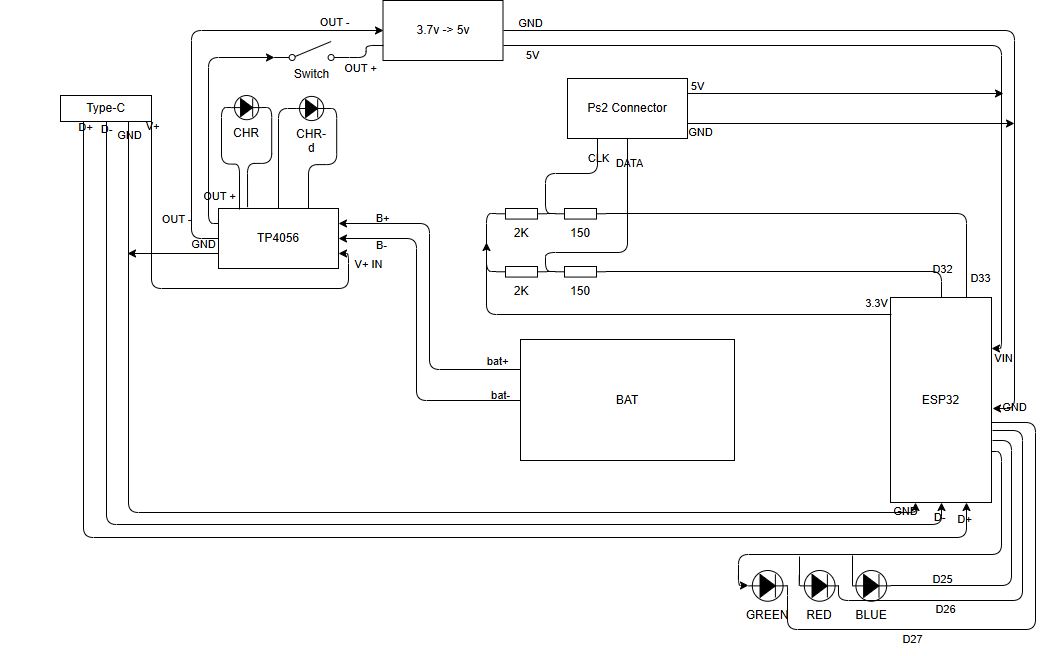 OUT -
3.7v -> 5v
GND
5V
Switch
OUT +
Type-C
D+
D-
GND
V+
CHR
CHR-
d
Ps2 Connector
5V
GND
CLK
DATA
OUT +
OUT -
GND
TP4056
B+
B-
V+ IN
2K
150
2K
150
D32
D33
3.3V
VIN
GND
bat+
bat-
BAT
ESP32
GND
D-
D+
GREEN
RED
BLUE
D25
D26
D27